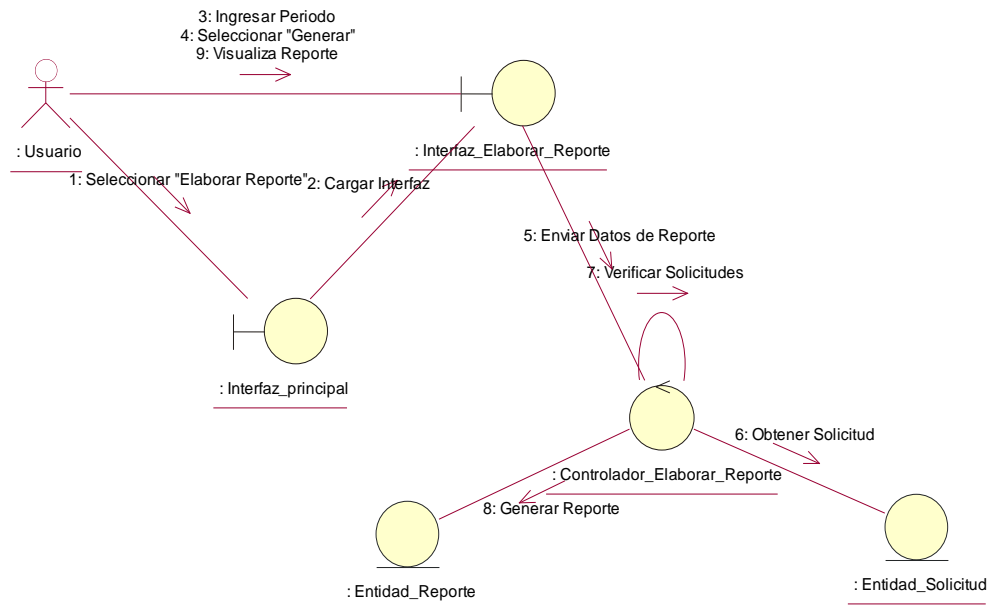 3: Ingresar Periodo
4: Seleccionar "Generar"
9: Visualiza Reporte
: Usuario
: Interfaz_Elaborar_Reporte
1: Seleccionar "Elaborar Reporte"
2: Cargar Interfaz
5: Enviar Datos de Reporte
7: Verificar Solicitudes
: Interfaz_principal
6: Obtener Solicitud
: Controlador_Elaborar_Reporte
8: Generar Reporte
: Entidad_Reporte
: Entidad_Solicitud